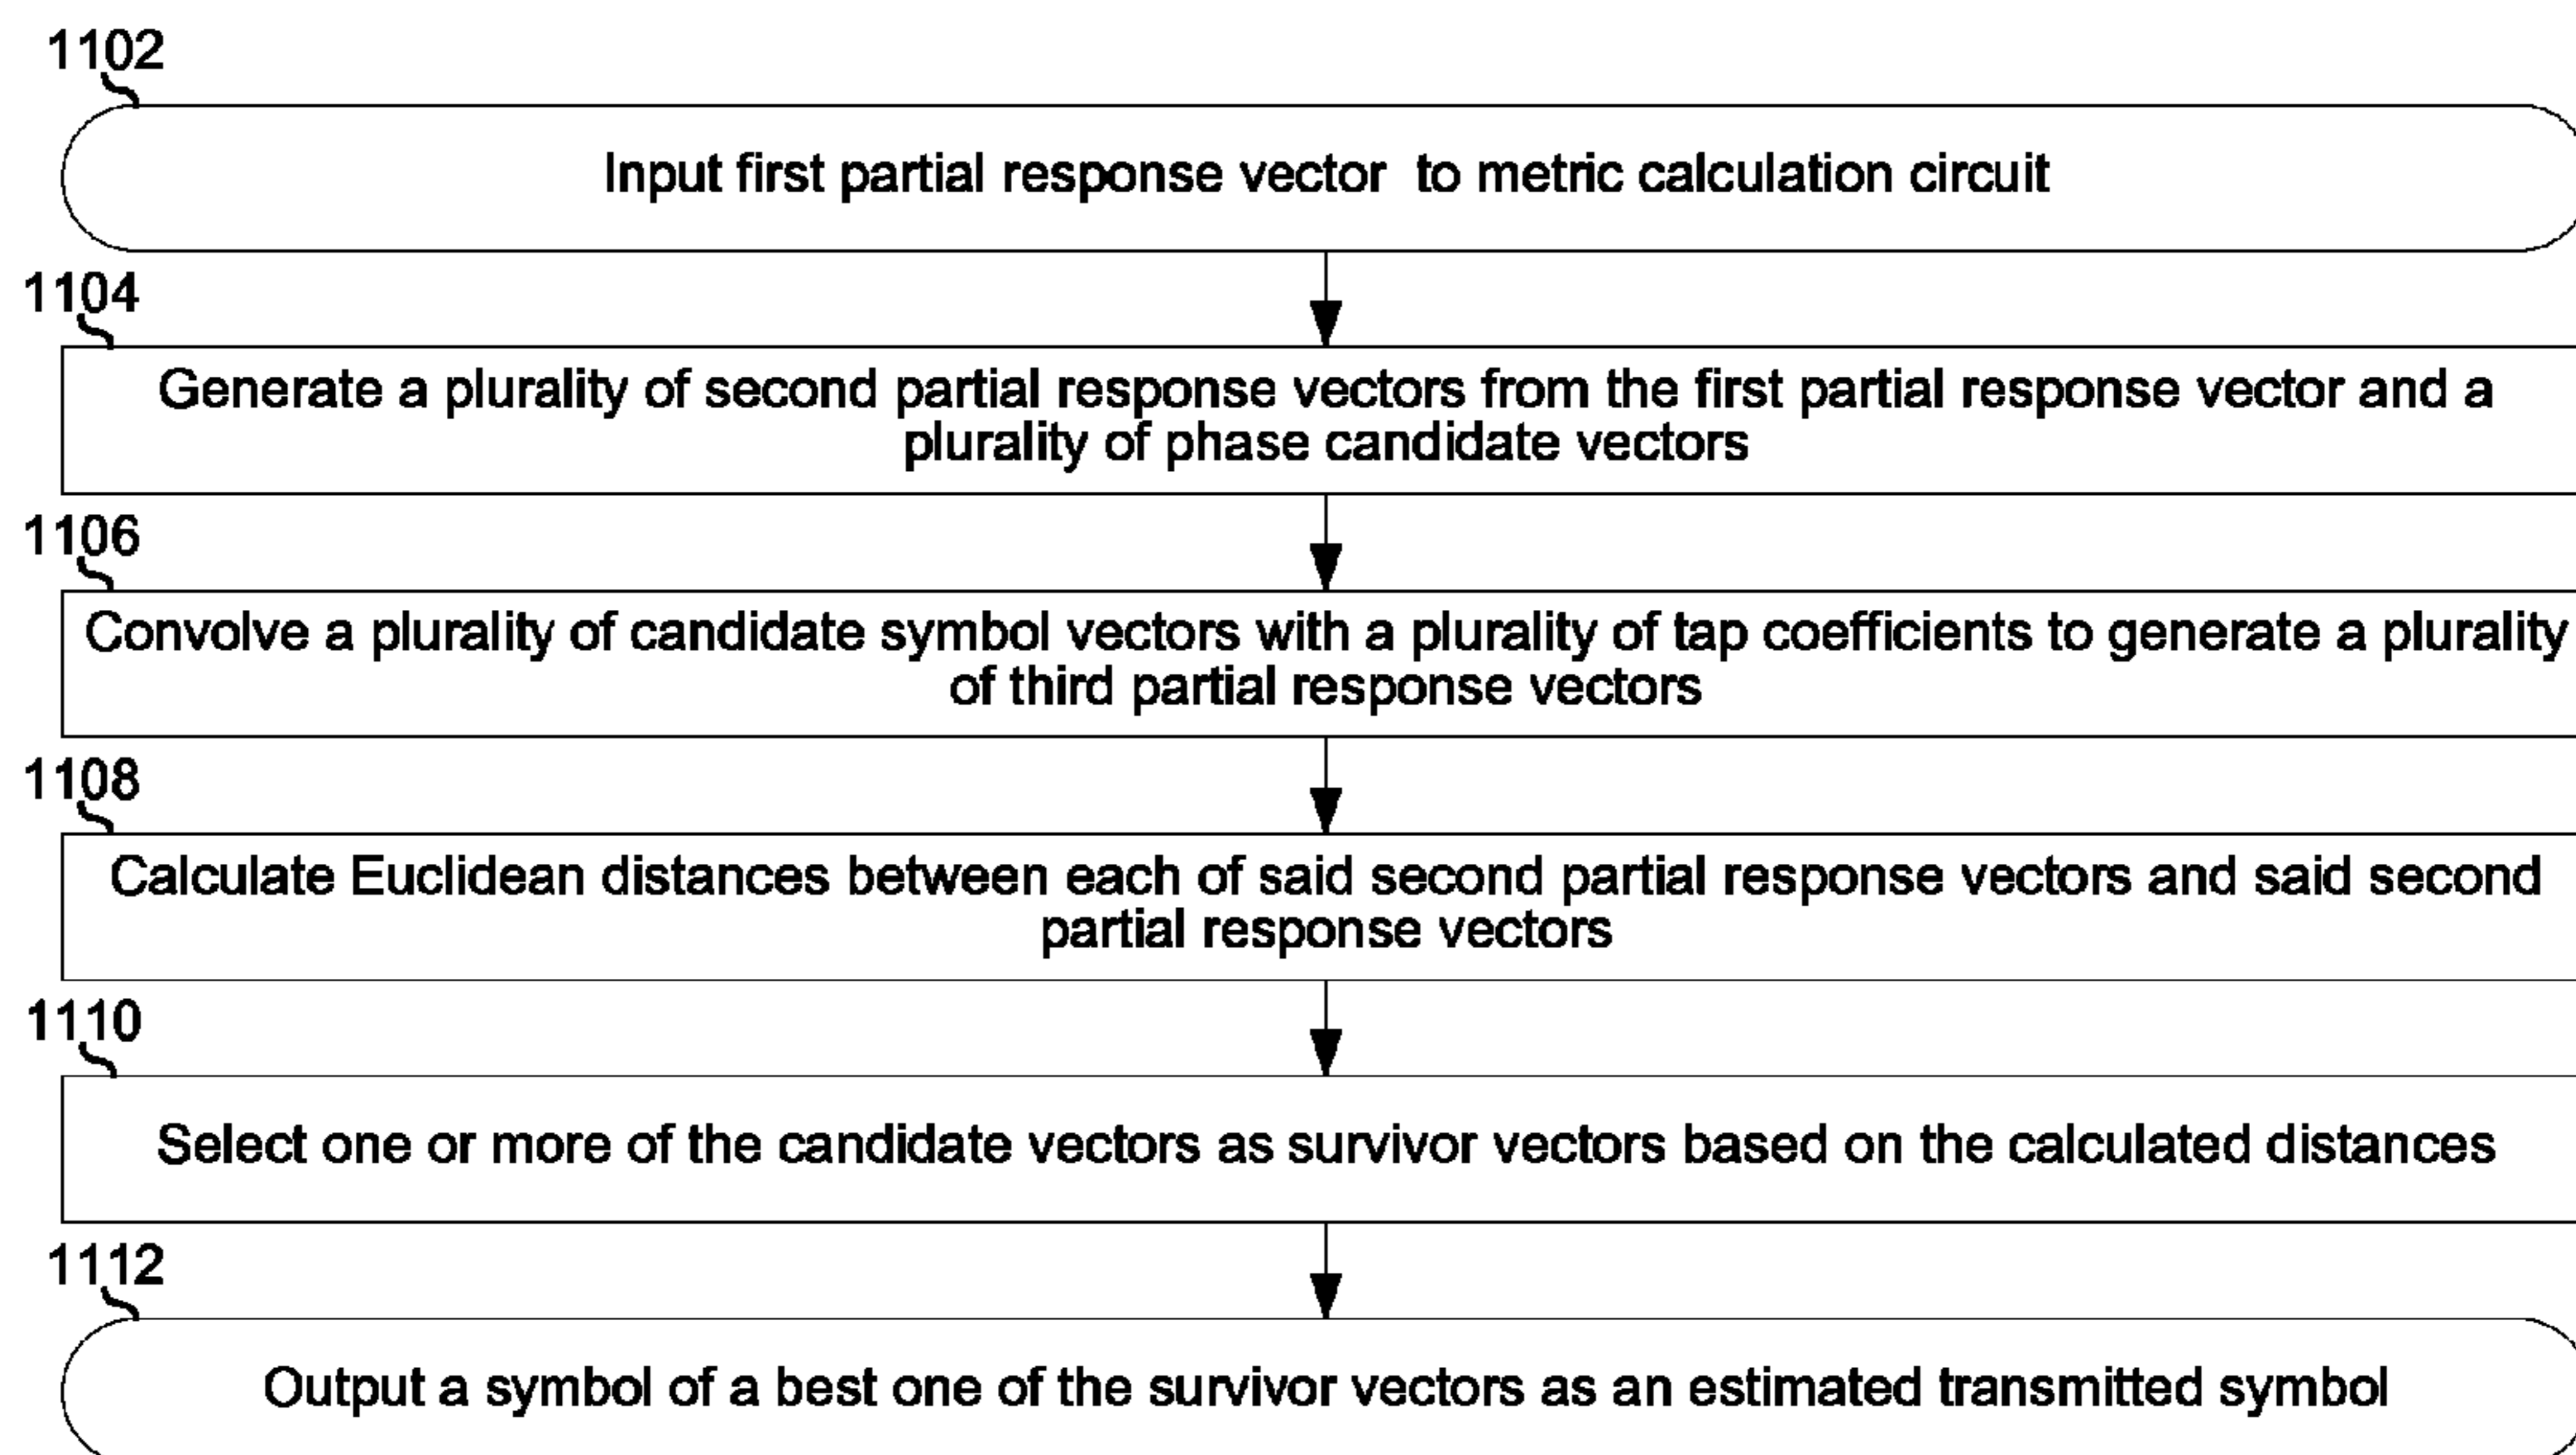 1102
Input first partial response vector to metric calculation circuit
1104
Generate a plurality of second partial response vectors from the first partial response vector and a
plurality of phase candidate vectors
1106
Convolve a plurality of candidate symbol vectors with a plurality of tap coefficients to generate a plurality
of third partial response vectors
1108
Calculate Euclidean distances between each of said second partial response vectors and said second
partial response vectors
1110
Select one or more of the candidate vectors as survivor vectors based on the calculated distances
1112
Output a symbol of a best one of the survivor vectors as an estimated transmitted symbol